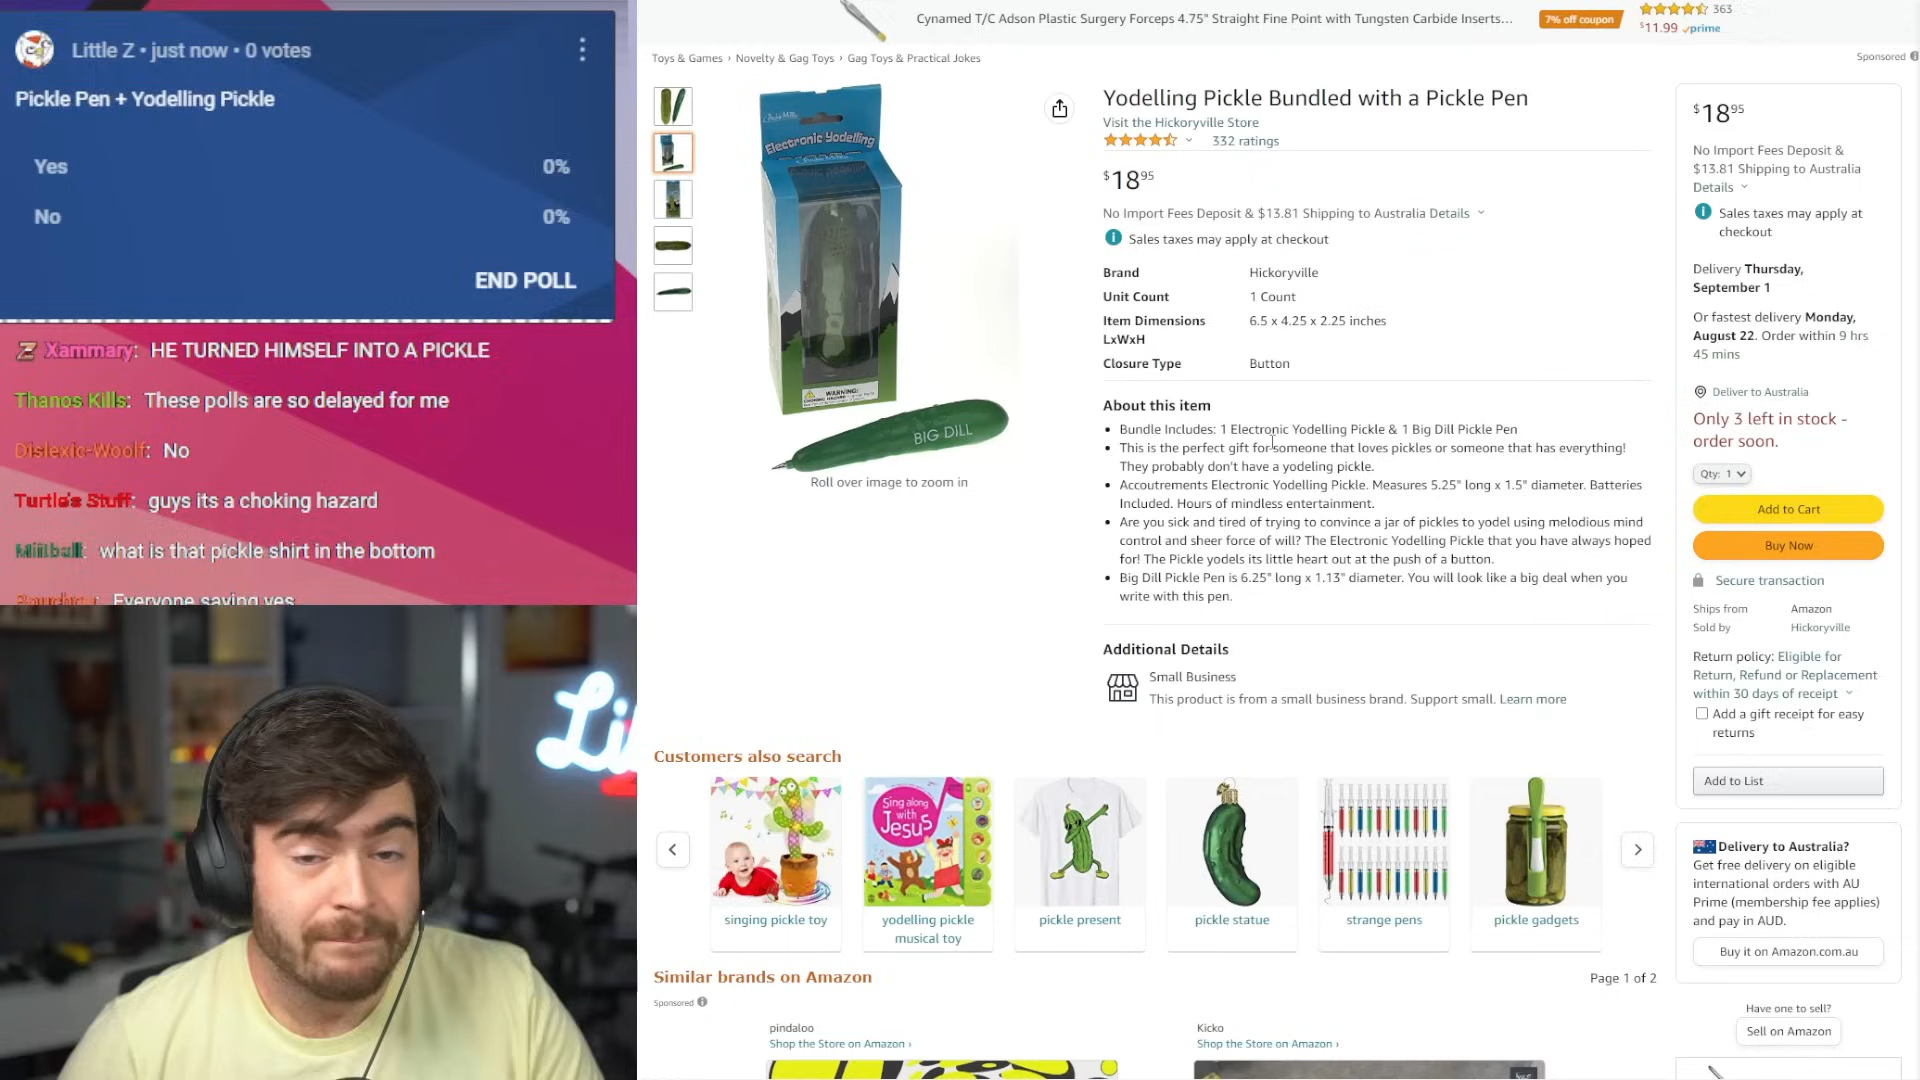 Little Z • just now • 0 votes
Pickle Pen + Yodelling Pickle
Yes 0%
No 0%
END POLL
Xammary: HE TURNED HIMSELF INTO A PICKLE
Thanos Kills: These polls are so delayed for me
Dislexic-Woolf: No
Turtle's Stuff: guys its a choking hazard
Miitball: what is that pickle shirt in the bottom
Everyone saying yes
Cynamed T/C Adson Plastic Surgery Forceps 4.75" Straight Fine Point with Tungsten Carbide Inserts...
7% off coupon
363
$11.99 prime
Toys & Games › Novelty & Gag Toys › Gag Toys & Practical Jokes
Sponsored
Electronic Yodelling
WARNING:
BIG DILL
Roll over image to zoom in
Yodelling Pickle Bundled with a Pickle Pen
Visit the Hickoryville Store
332 ratings
$18 95
No Import Fees Deposit & $13.81 Shipping to Australia Details
Sales taxes may apply at checkout
Brand Hickoryville
Unit Count 1 Count
Item Dimensions 6.5 x 4.25 x 2.25 inches
LxWxH
Closure Type Button
About this item
• Bundle Includes: 1 Electronic Yodelling Pickle & 1 Big Dill Pickle Pen
• This is the perfect gift for someone that loves pickles or someone that has everything!
They probably don't have a yodeling pickle.
• Accoutrements Electronic Yodelling Pickle. Measures 5.25" long x 1.5" diameter. Batteries
Included. Hours of mindless entertainment.
• Are you sick and tired of trying to convince a jar of pickles to yodel using melodious mind
control and sheer force of will? The Electronic Yodelling Pickle that you have always hoped
for! The Pickle yodels its little heart out at the push of a button.
• Big Dill Pickle Pen is 6.25" long x 1.13" diameter. You will look like a big deal when you
write with this pen.
Additional Details
Small Business
This product is from a small business brand. Support small. Learn more
$18 95
No Import Fees Deposit &
$13.81 Shipping to Australia
Details
Sales taxes may apply at
checkout
Delivery Thursday,
September 1
Or fastest delivery Monday,
August 22. Order within 9 hrs
45 mins
Deliver to Australia
Only 3 left in stock -
order soon.
Qty: 1
Add to Cart
Buy Now
Secure transaction
Ships from Amazon
Sold by Hickoryville
Return policy: Eligible for
Return, Refund or Replacement
within 30 days of receipt
Add a gift receipt for easy
returns
Add to List
Delivery to Australia?
Get free delivery on eligible
international orders with AU
Prime (membership fee applies)
and pay in AUD.
Buy it on Amazon.com.au
Have one to sell?
Sell on Amazon
Customers also search
Sing along
with
Jesus
singing pickle toy
yodelling pickle
musical toy
pickle present
pickle statue
strange pens
pickle gadgets
Similar brands on Amazon
Page 1 of 2
Sponsored
pindaloo
Shop the Store on Amazon ›
Kicko
Shop the Store on Amazon ›
Li